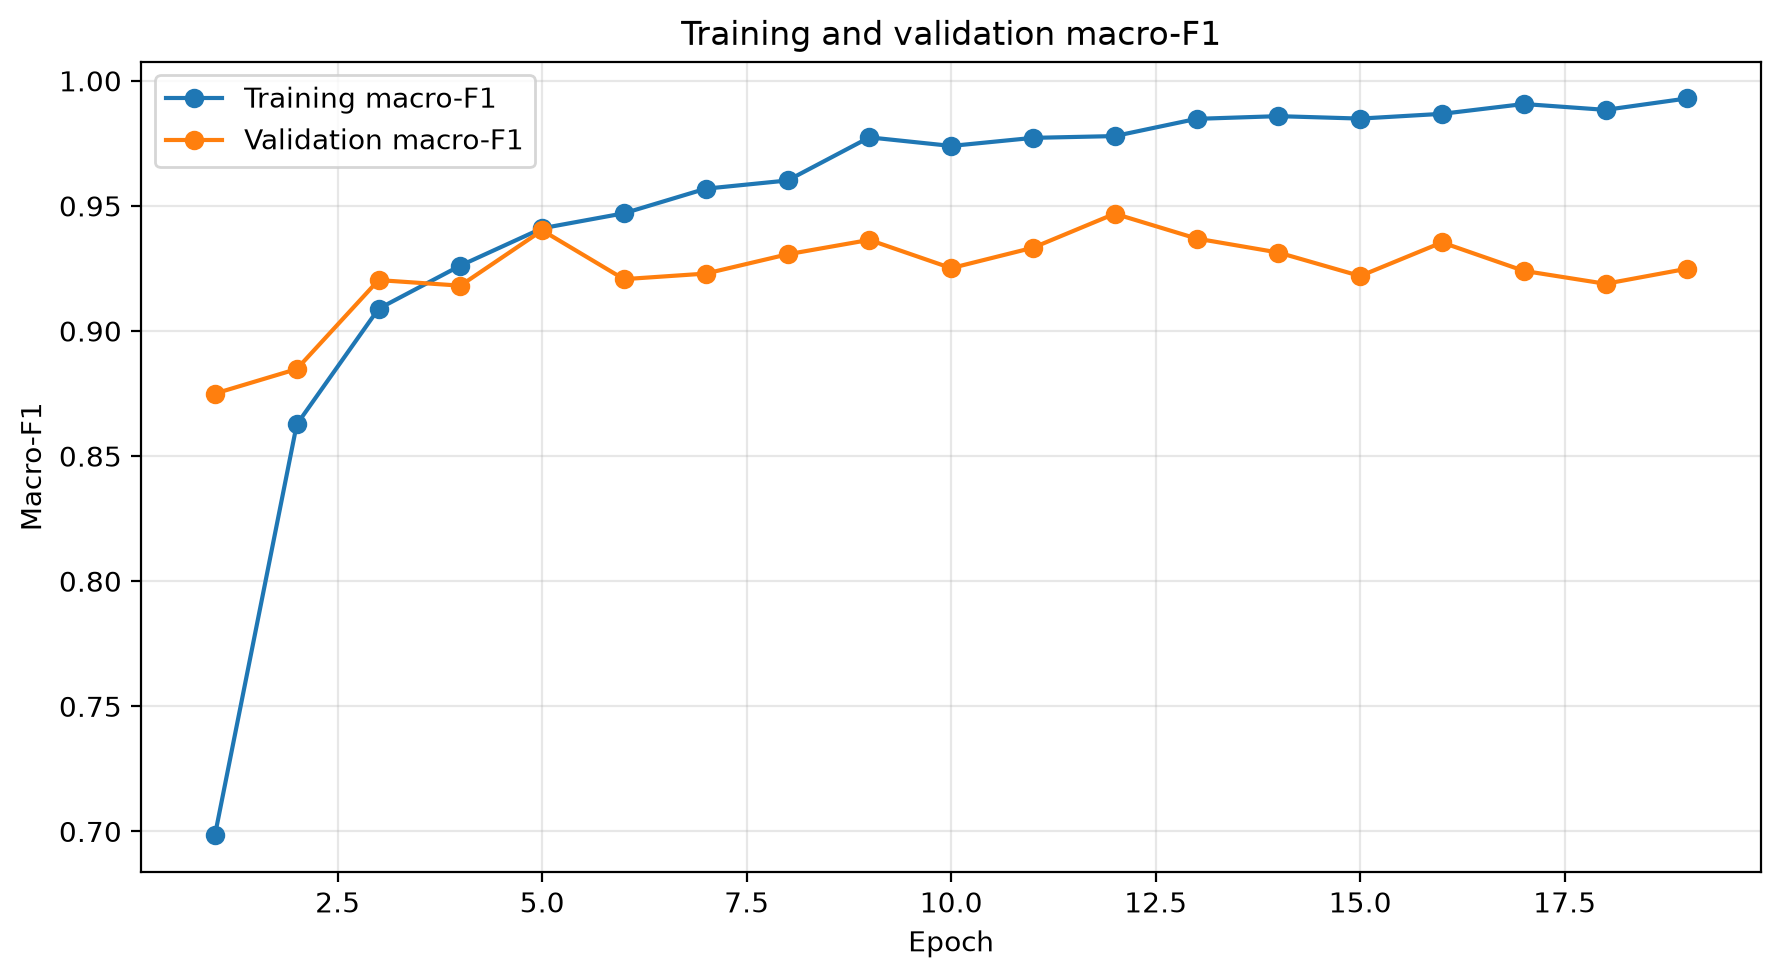 Training and validation macro-F1
Training macro-F1
Validation macro-F1
Macro-F1
1.00
0.95
0.90
0.85
0.80
0.75
0.70
2.5 5.0 7.5 10.0 12.5 15.0 17.5
Epoch